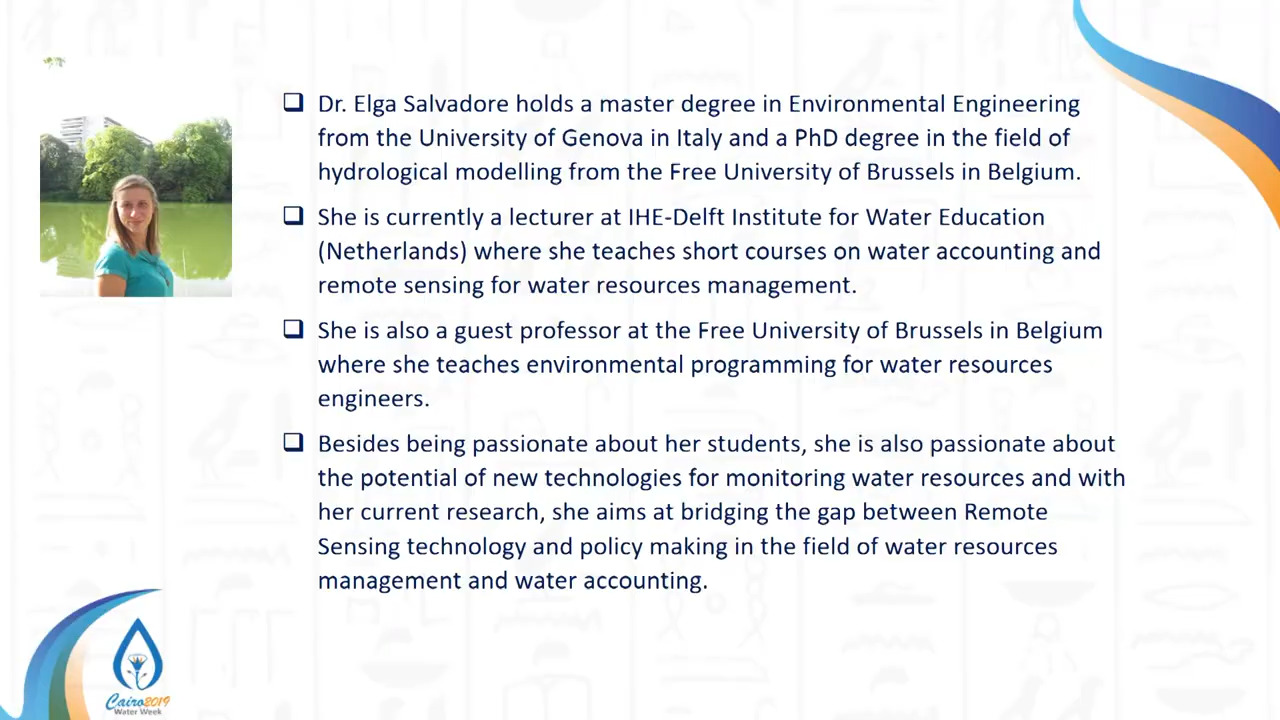 ❑ Dr. Elga Salvadore holds a master degree in Environmental Engineering
from the University of Genova in Italy and a PhD degree in the field of
hydrological modelling from the Free University of Brussels in Belgium.
❑ She is currently a lecturer at IHE-Delft Institute for Water Education
(Netherlands) where she teaches short courses on water accounting and
remote sensing for water resources management.
❑ She is also a guest professor at the Free University of Brussels in Belgium
where she teaches environmental programming for water resources
engineers.
❑ Besides being passionate about her students, she is also passionate about
the potential of new technologies for monitoring water resources and with
her current research, she aims at bridging the gap between Remote
Sensing technology and policy making in the field of water resources
management and water accounting.
Cairo2019
Water Week